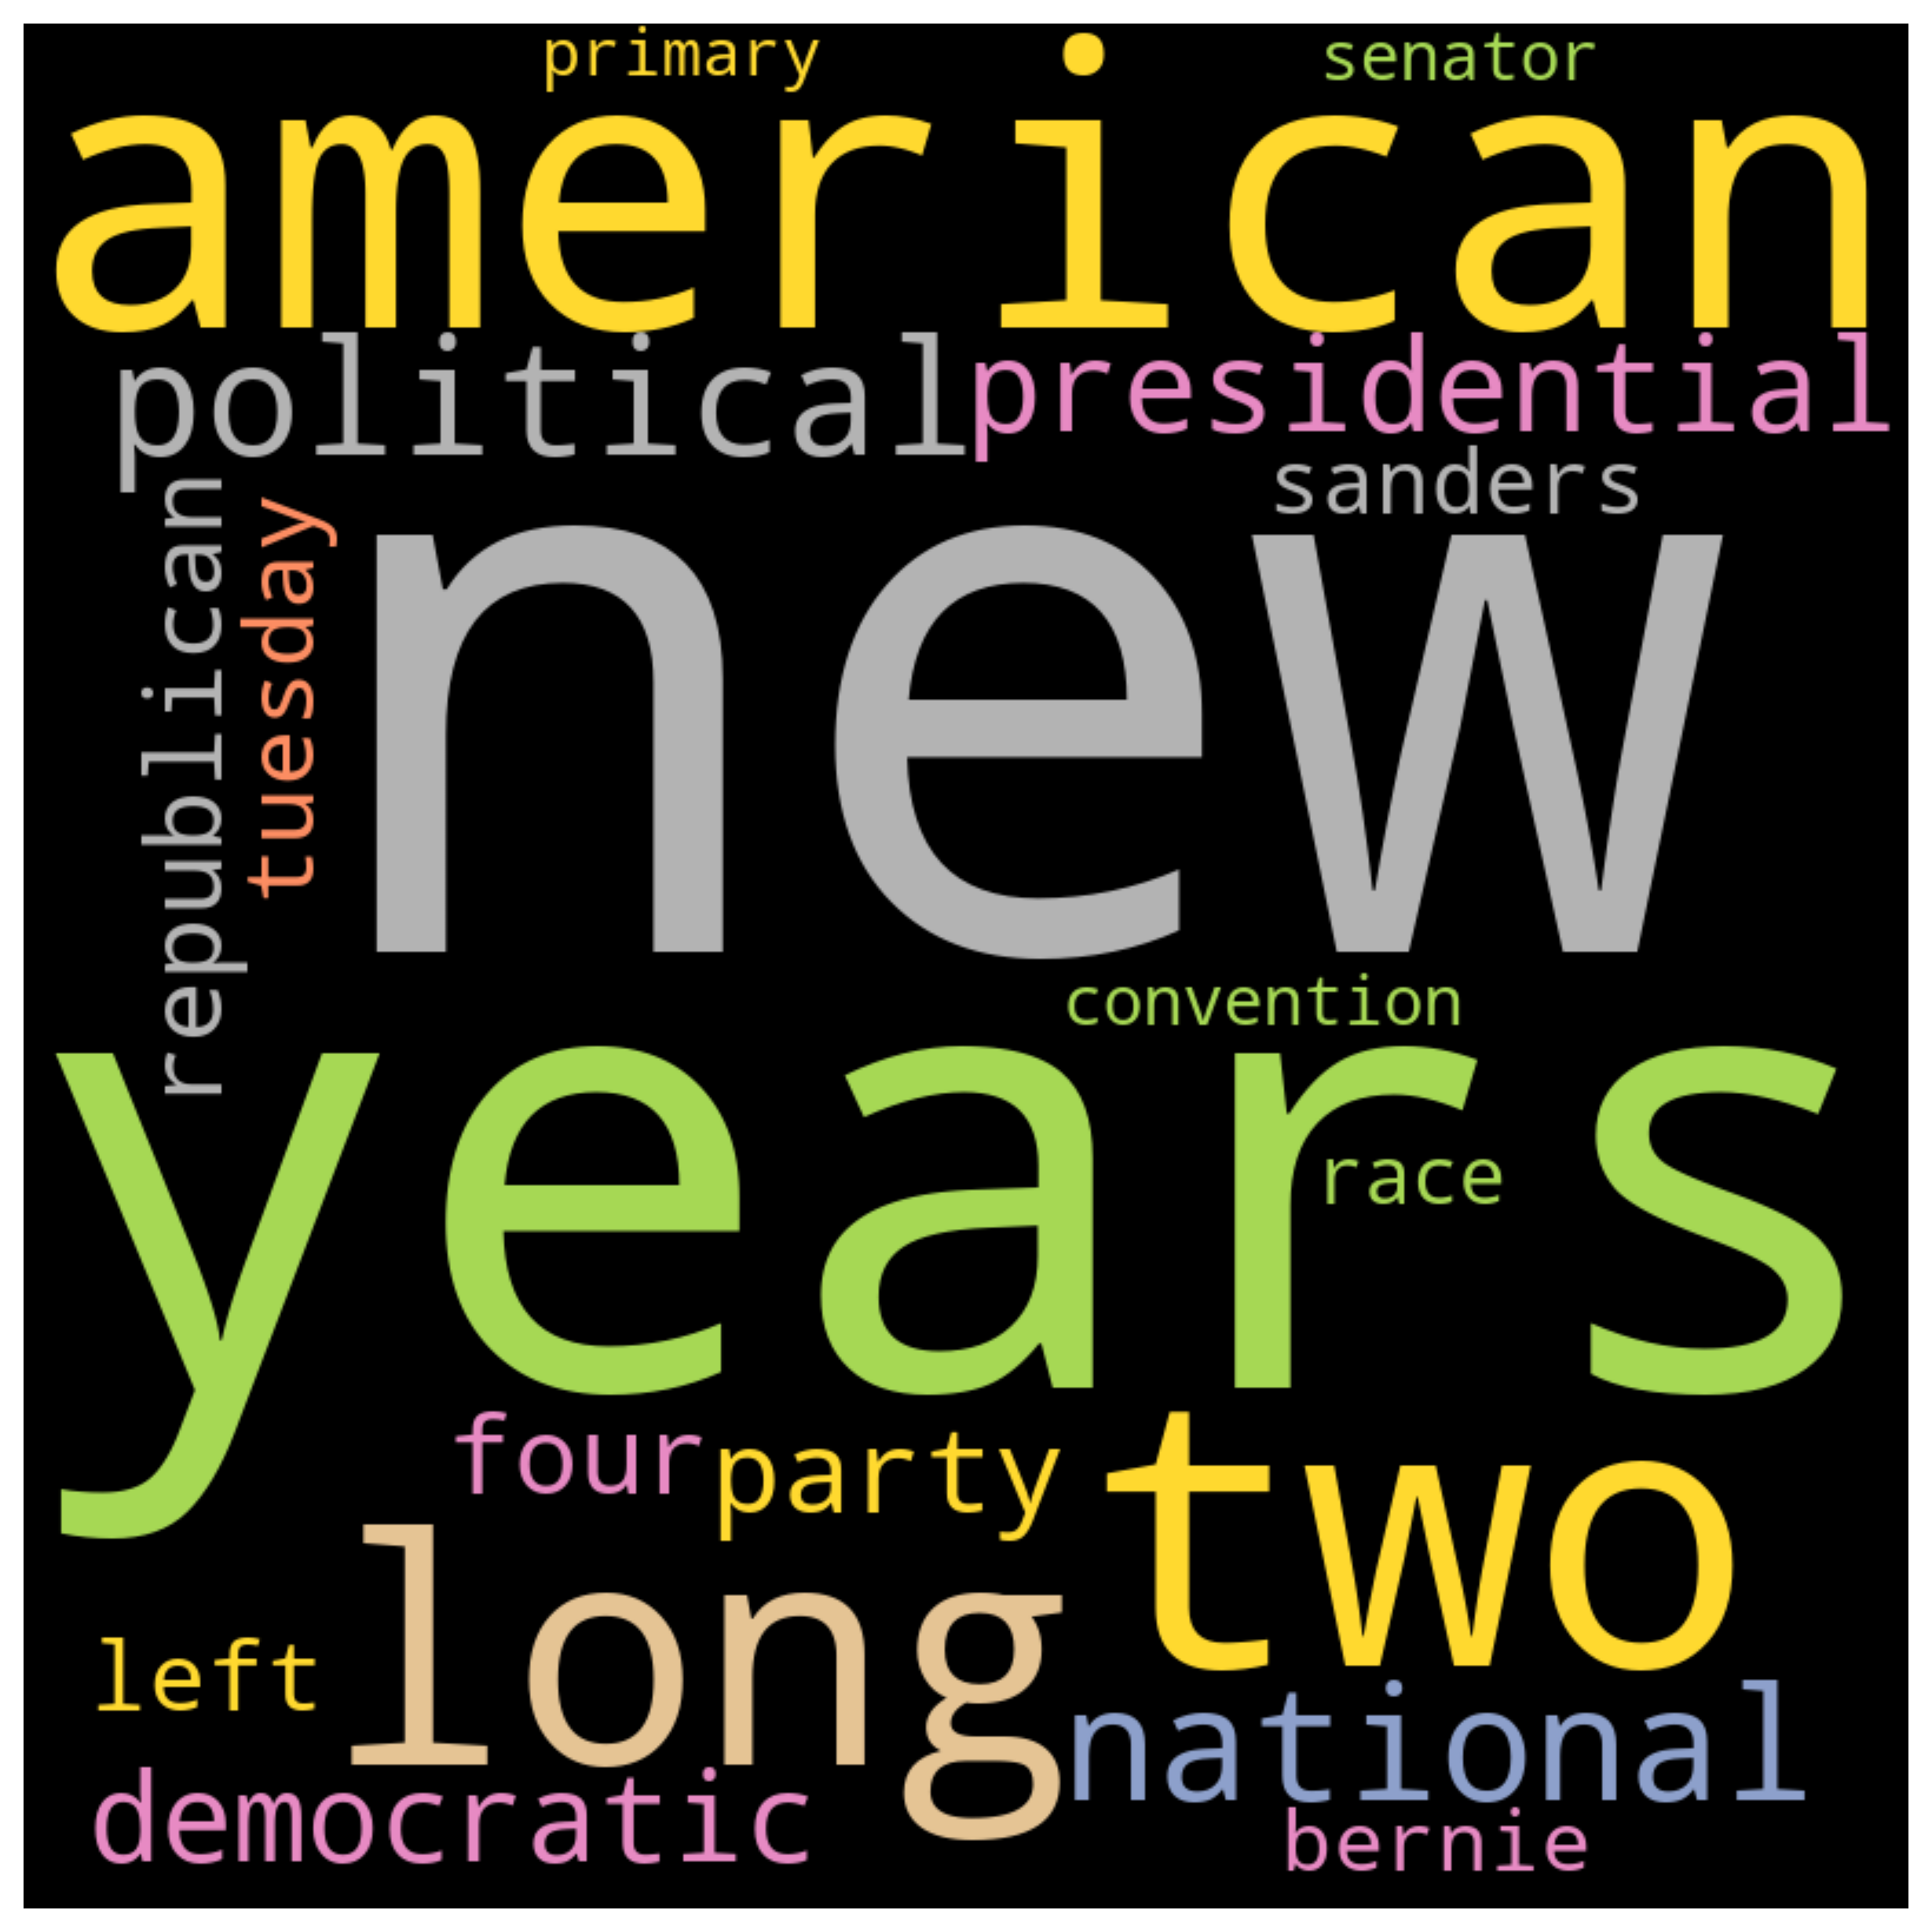 primary
senator
american
political
presidential
sanders
republican
tuesday
new
convention
years
race
four
party
two
long
left
national
democratic
bernie